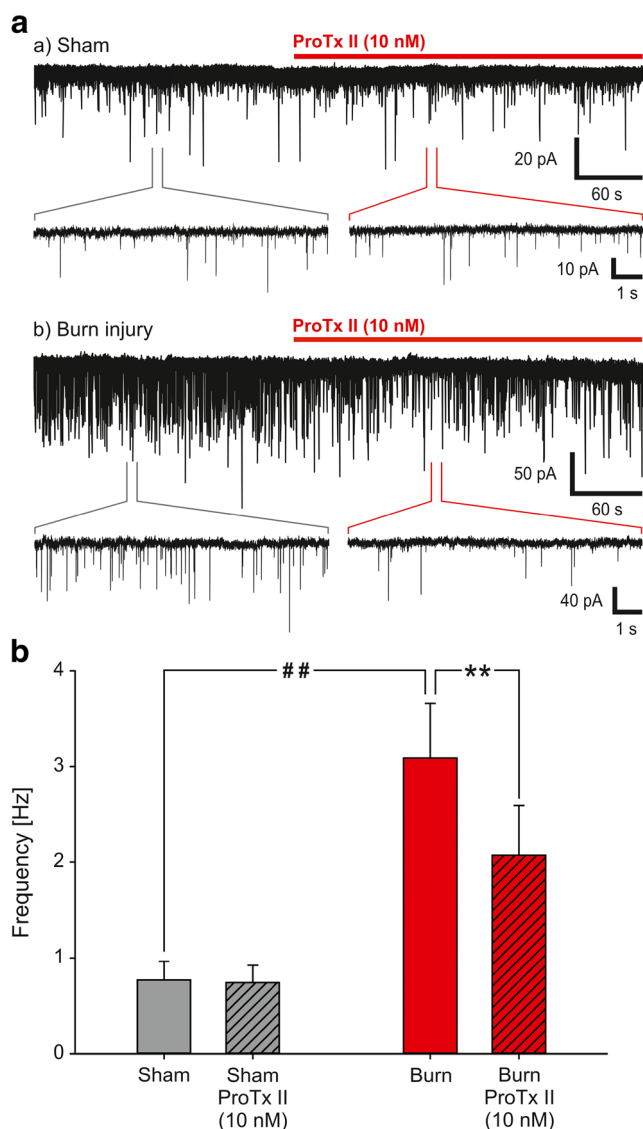 a
a) Sham
ProTx II (10 nM)
20 pA
60 s
10 pA
1 s
b) Burn injury
ProTx II (10 nM)
50 pA
60 s
40 pA
1 s
b
4
##
**
3
2
1
0
Frequency [Hz]
Sham
Sham
ProTx II
(10 nM)
Burn
Burn
ProTx II
(10 nM)